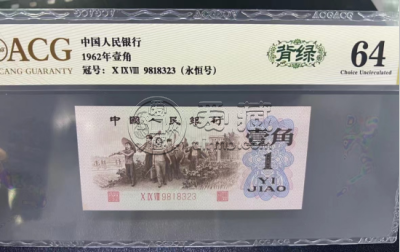 ACG
CANG-GUARANTY
中国人民银行
1962年壹角
冠号: X IX VIII 9818323 (永恒号)
背绿
64
Choice Uncirculated
中国人民银行
壹角
1
YI
JIAO
X IX VIII 9818323